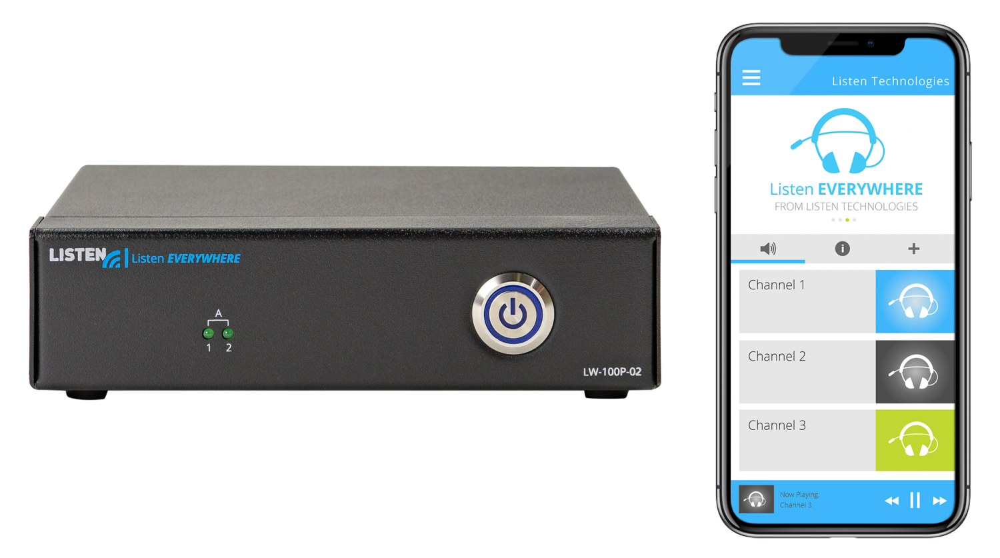 LISTEN | Listen EVERYWHERE
A
1 2
LW-100P-02
Listen Technologies
Listen EVERYWHERE
FROM LISTEN TECHNOLOGIES
Channel 1
Channel 2
Channel 3
Now Playing:
Channel 3